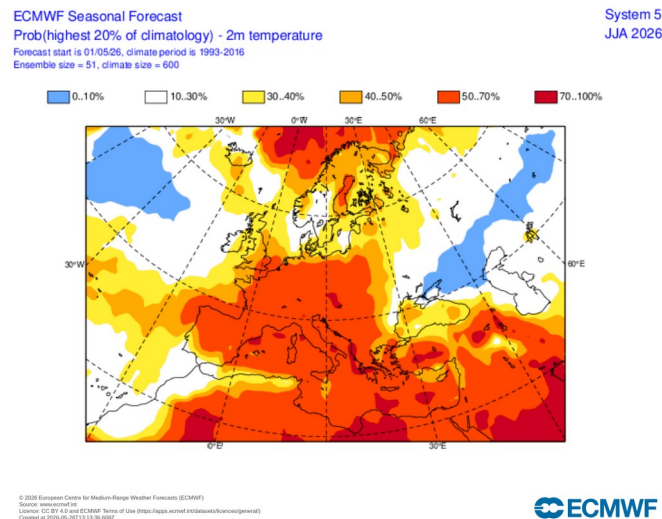 ECMWF Seasonal Forecast
System 5
Prob(highest 20% of climatology) - 2m temperature
JJA 2026
Forecast start is 01/05/26, climate period is 1993-2016
Ensemble size = 51, climate size = 600
0..10% 10..30% 30..40% 40..50% 50..70% 70..100%
30°W 0°W 30°E 60°E
30°W 60°E
0°E 30°E
© 2026 European Centre for Medium-Range Weather Forecasts (ECMWF)
Source: www.ecmwf.int
Licence: CC BY 4.0 and ECMWF Terms of Use (https://apps.ecmwf.int/datasets/licences/general/)
ECMWF